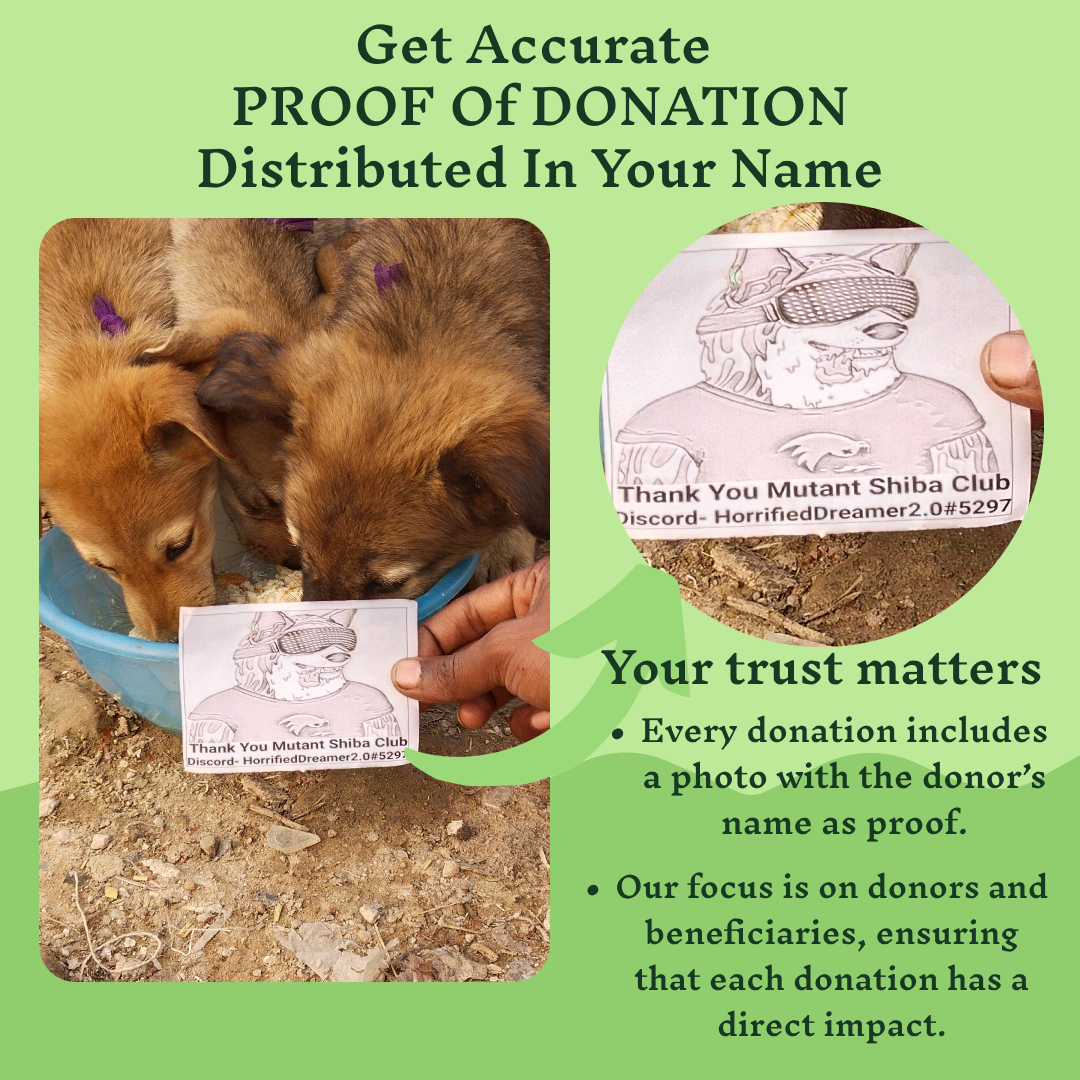 Get Accurate
PROOF Of DONATION
Distributed In Your Name
Thank You Mutant Shiba Club
Discord- HorrifiedDreamer2.0#5297
Thank You Mutant Shiba Club
Discord- HorrifiedDreamer2.0#5297
Your trust matters
• Every donation includes
a photo with the donor's
name as proof.
• Our focus is on donors and
beneficiaries, ensuring
that each donation has a
direct impact.